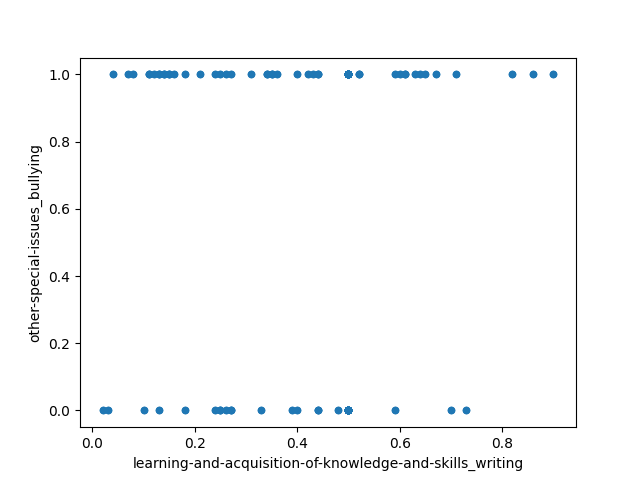 1.0
0.8
0.6
0.4
0.2
0.0
other-special-issues_bullying
0.0 0.2 0.4 0.6 0.8
learning-and-acquisition-of-knowledge-and-skills_writing